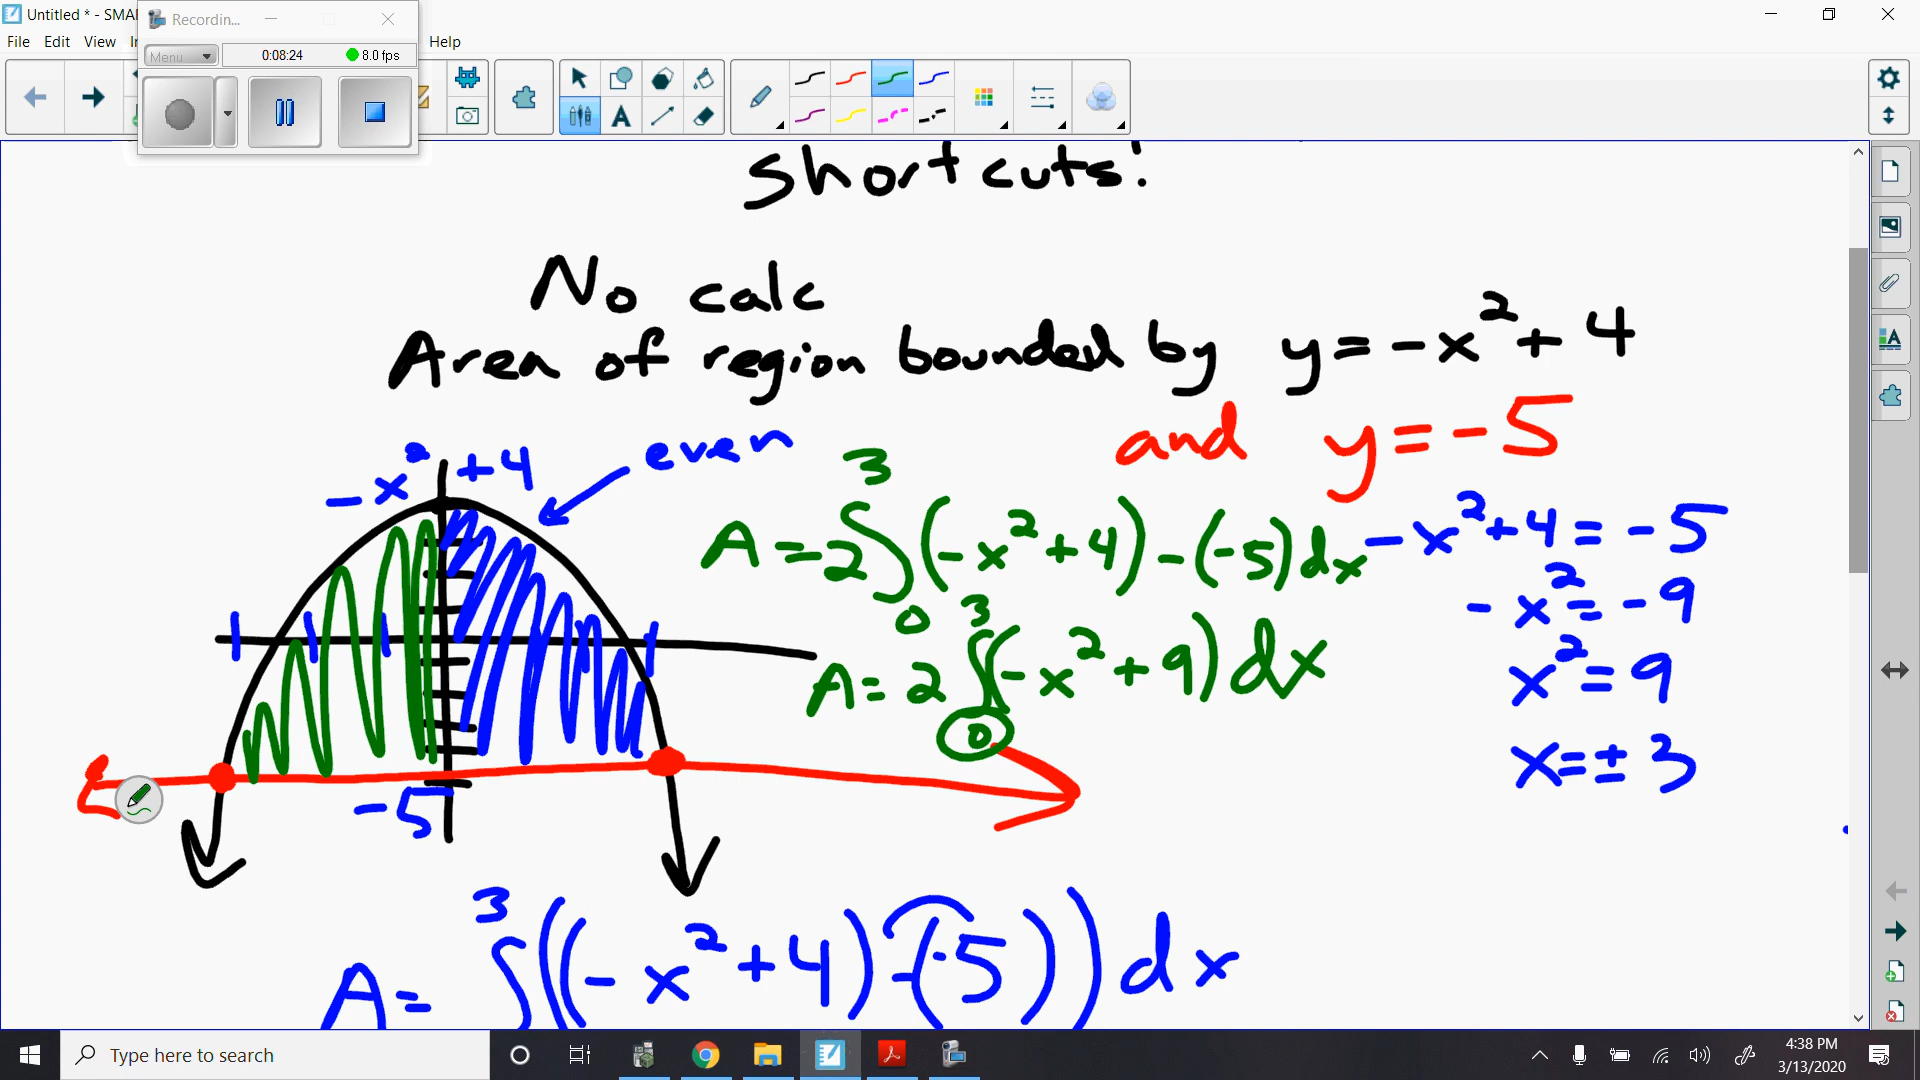 Untitled * - SMA
Recordin...
File Edit View In Help
Menu 0:08:24 8.0 fps
shortcuts!
No calc
Area of region bounded by y = -x² + 4
and y = -5
-x² + 4
even
A = 2∫₀³ (-x² + 4) - (-5) dx
-x² + 4 = -5
-x² = -9
A = 2 ∫₀³ (-x² + 9) dx
x² = 9
x = ± 3
-5
A = ∫³ ((-x² + 4) - (-5)) dx
Type here to search
4:38 PM
3/13/2020